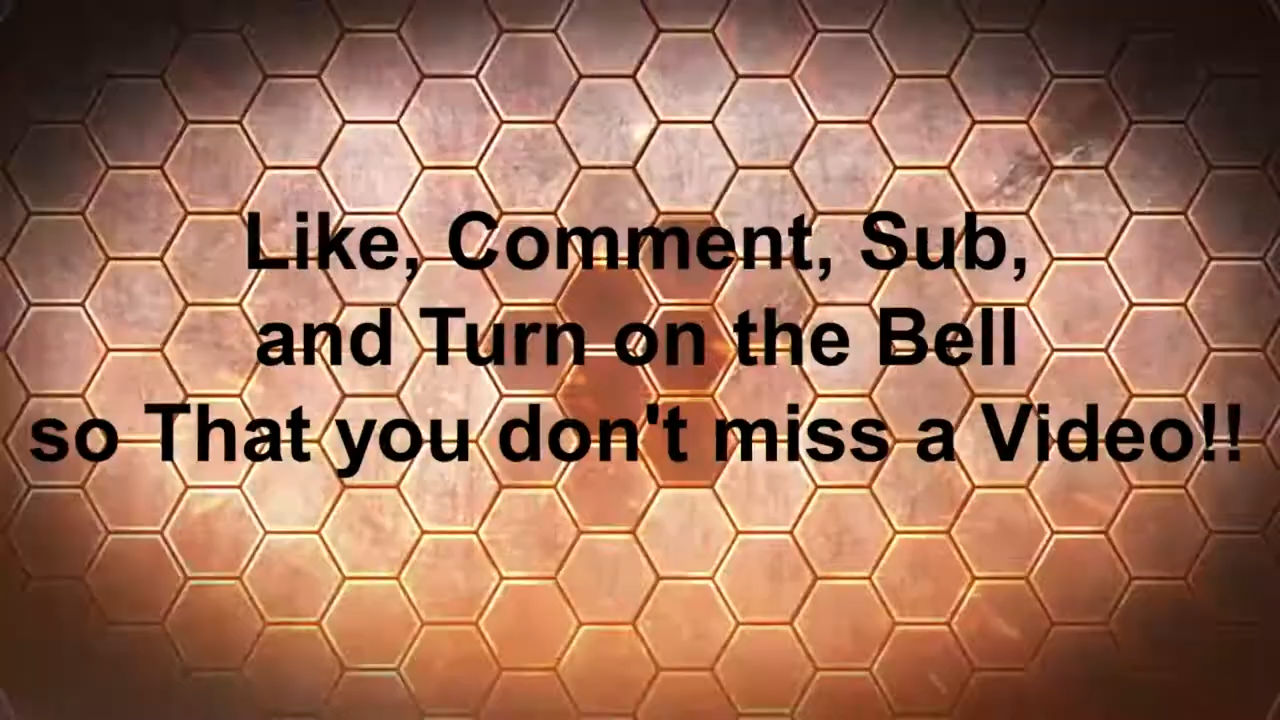 Like, Comment, Sub,
and Turn on the Bell
so That you don't miss a Video!!